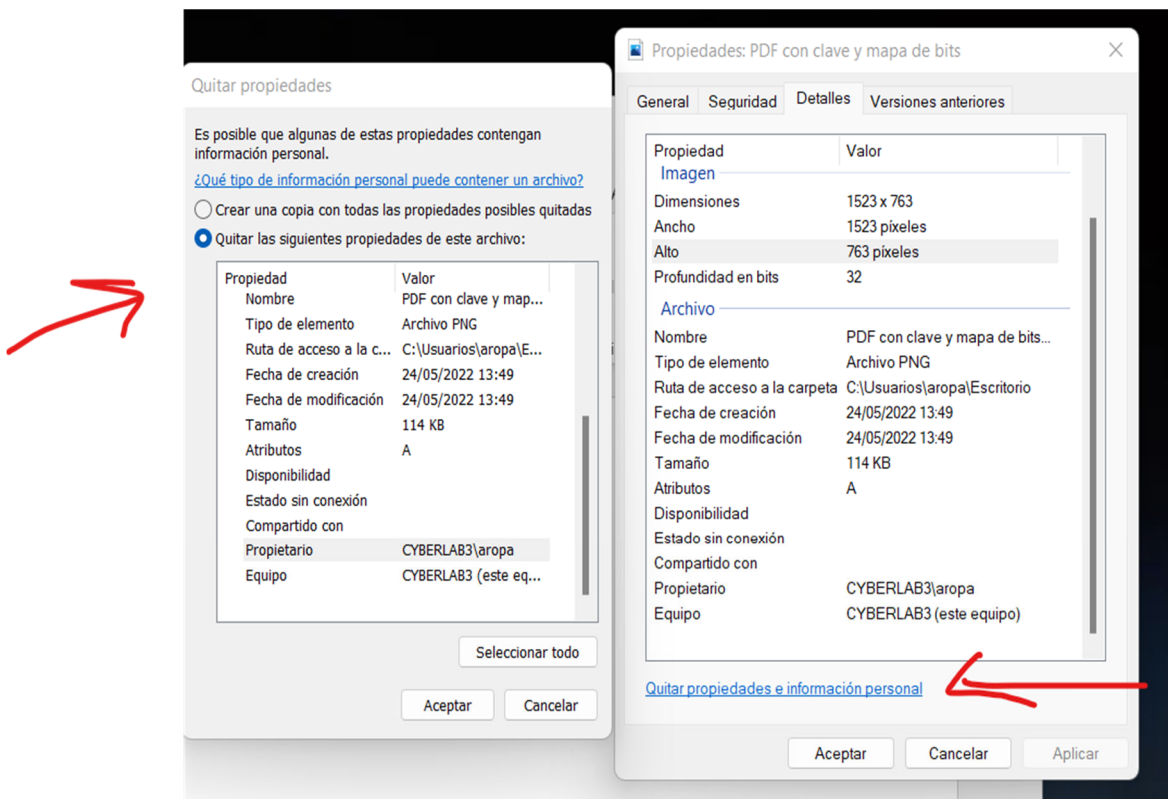 Quitar propiedades
Es posible que algunas de estas propiedades contengan
información personal.
¿Qué tipo de información personal puede contener un archivo?
Crear una copia con todas las propiedades posibles quitadas
Quitar las siguientes propiedades de este archivo:
Propiedad Valor
Nombre PDF con clave y map...
Tipo de elemento Archivo PNG
Ruta de acceso a la c... C:\Usuarios\aropa\E...
Fecha de creación 24/05/2022 13:49
Fecha de modificación 24/05/2022 13:49
Tamaño 114 KB
Atributos A
Disponibilidad
Estado sin conexión
Compartido con
Propietario CYBERLAB3\aropa
Equipo CYBERLAB3 (este eq...
Seleccionar todo
Aceptar Cancelar
Propiedades: PDF con clave y mapa de bits
General Seguridad Detalles Versiones anteriores
Propiedad Valor
Imagen
Dimensiones 1523 x 763
Ancho 1523 píxeles
Alto 763 píxeles
Profundidad en bits 32
Archivo
Nombre PDF con clave y mapa de bits...
Tipo de elemento Archivo PNG
Ruta de acceso a la carpeta C:\Usuarios\aropa\Escritorio
Fecha de creación 24/05/2022 13:49
Fecha de modificación 24/05/2022 13:49
Tamaño 114 KB
Atributos A
Disponibilidad
Estado sin conexión
Compartido con
Propietario CYBERLAB3\aropa
Equipo CYBERLAB3 (este equipo)
Quitar propiedades e información personal
Aceptar Cancelar Aplicar